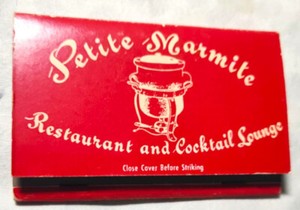 Petite Marmite
Restaurant and Cocktail Lounge
Close Cover Before Striking